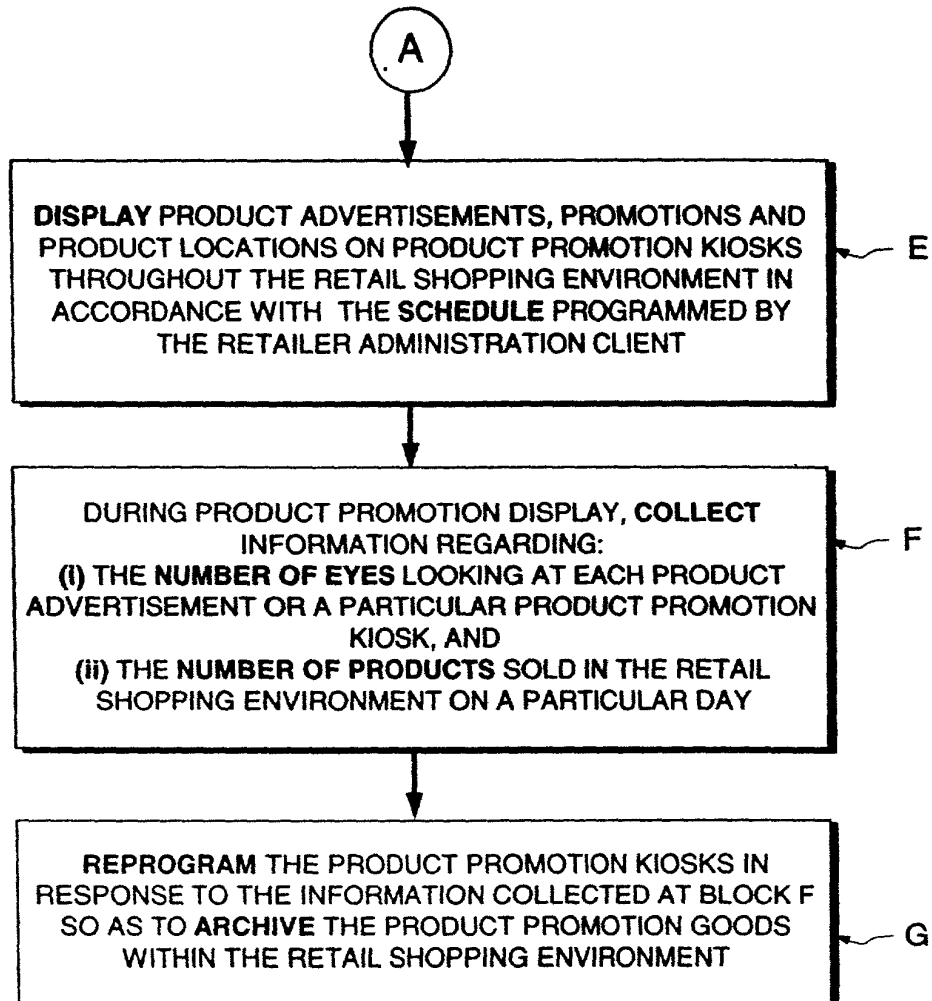 A
DISPLAY PRODUCT ADVERTISEMENTS, PROMOTIONS AND
PRODUCT LOCATIONS ON PRODUCT PROMOTION KIOSKS
THROUGHOUT THE RETAIL SHOPPING ENVIRONMENT IN
ACCORDANCE WITH THE SCHEDULE PROGRAMMED BY
THE RETAILER ADMINISTRATION CLIENT
E
DURING PRODUCT PROMOTION DISPLAY, COLLECT
INFORMATION REGARDING:
(i) THE NUMBER OF EYES LOOKING AT EACH PRODUCT
ADVERTISEMENT OR A PARTICULAR PRODUCT PROMOTION
KIOSK, AND
(ii) THE NUMBER OF PRODUCTS SOLD IN THE RETAIL
SHOPPING ENVIRONMENT ON A PARTICULAR DAY
F
REPROGRAM THE PRODUCT PROMOTION KIOSKS IN
RESPONSE TO THE INFORMATION COLLECTED AT BLOCK F
SO AS TO ARCHIVE THE PRODUCT PROMOTION GOODS
WITHIN THE RETAIL SHOPPING ENVIRONMENT
G